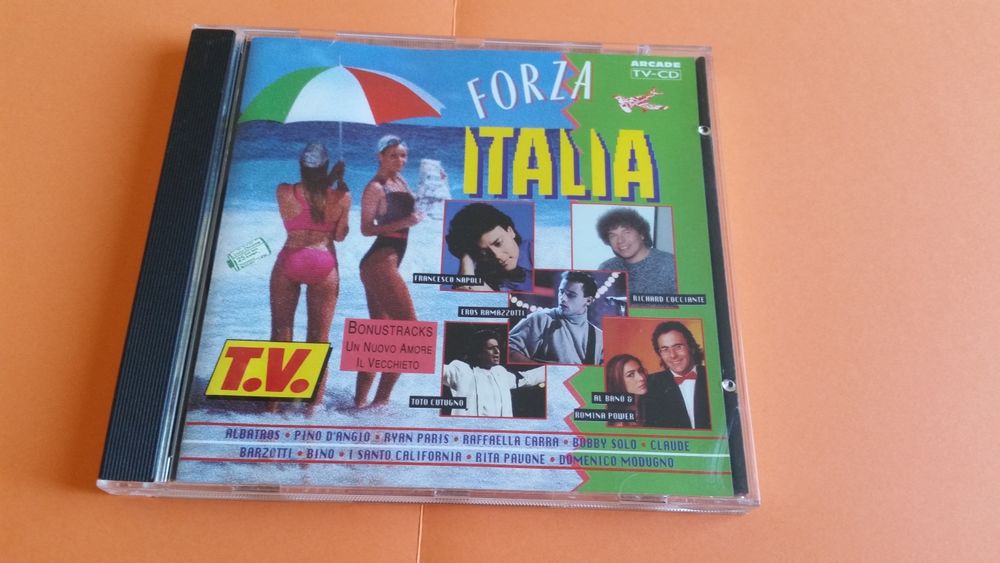 FORZA
ITALIA
ARCADE
TV-CD
FRANCESCO NAPOLI
RICHARD COCCIANTE
EROS RAMAZZOTTI
TOTO CUTUGNO
AL BANO &
ROMINA POWER
BONUSTRACKS
UN NUOVO AMORE
IL VECCHIETO
T.V.
ALBATROS • PINO D'ANGIO • RYAN PARIS • RAFFAELLA CARRA • BOBBY SOLO • CLAUDE
BARZOTTI • BINO • I SANTO CALIFORNIA • RITA PAVONE • DOMENICO MODUGNO